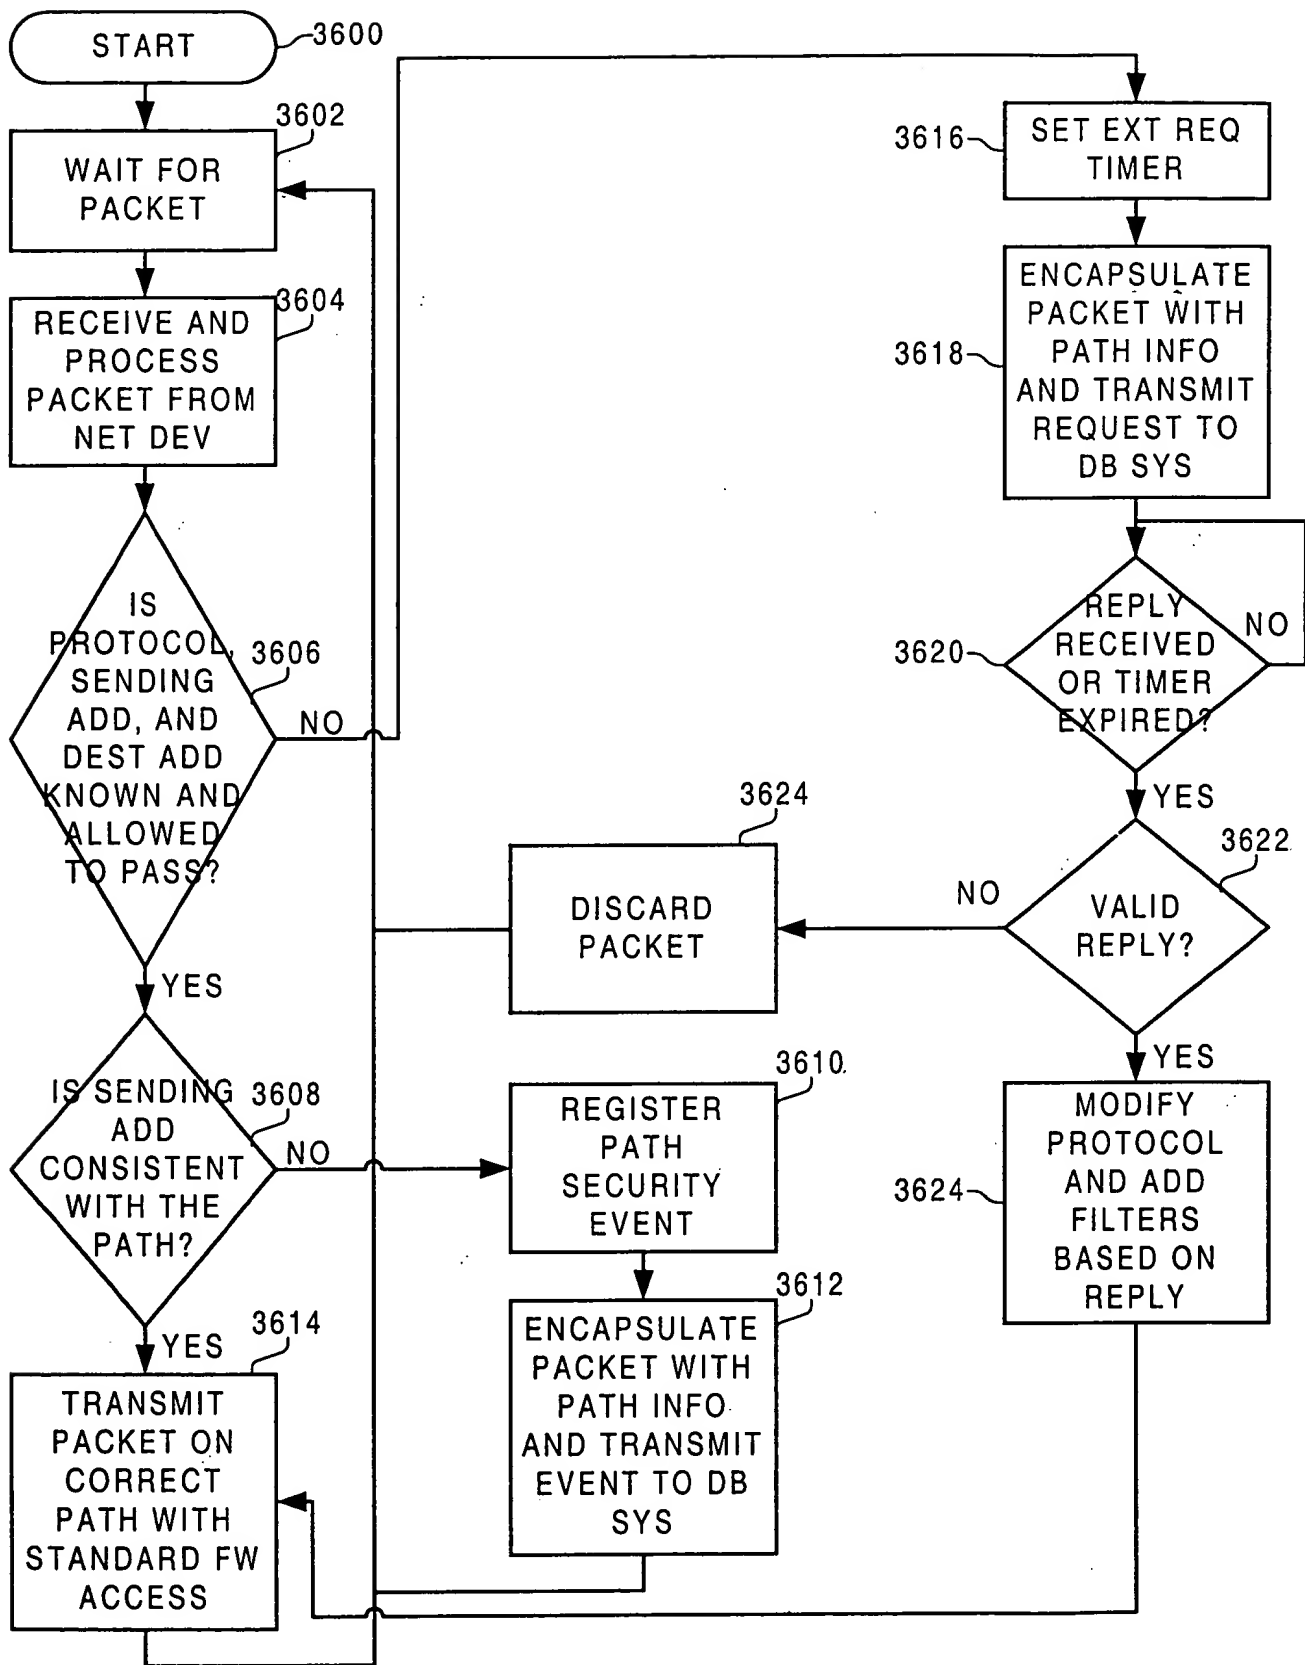 START
3600
3602
WAIT FOR
PACKET
3604
RECEIVE AND
PROCESS
PACKET FROM
NET DEV
IS
PROTOCOL,
SENDING
ADD, AND
DEST ADD
KNOWN AND
ALLOWED
TO PASS?
3606
NO
YES
IS SENDING
ADD
CONSISTENT
WITH THE
PATH?
3608
NO
YES
3614
TRANSMIT
PACKET ON
CORRECT
PATH WITH
STANDARD FW
ACCESS
3624
DISCARD
PACKET
3610
REGISTER
PATH
SECURITY
EVENT
3612
ENCAPSULATE
PACKET WITH
PATH INFO
AND TRANSMIT
EVENT TO DB
SYS
3616
SET EXT REQ
TIMER
3618
ENCAPSULATE
PACKET WITH
PATH INFO
AND TRANSMIT
REQUEST TO
DB SYS
3620
REPLY
RECEIVED
OR TIMER
EXPIRED?
NO
YES
3622
VALID
REPLY?
NO
YES
3624
MODIFY
PROTOCOL
AND ADD
FILTERS
BASED ON
REPLY